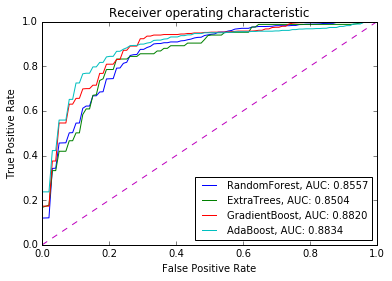 Receiver operating characteristic
1.0
0.8
0.6
0.4
0.2
0.0
True Positive Rate
RandomForest, AUC: 0.8557
ExtraTrees, AUC: 0.8504
GradientBoost, AUC: 0.8820
AdaBoost, AUC: 0.8834
0.0 0.2 0.4 0.6 0.8 1.0
False Positive Rate